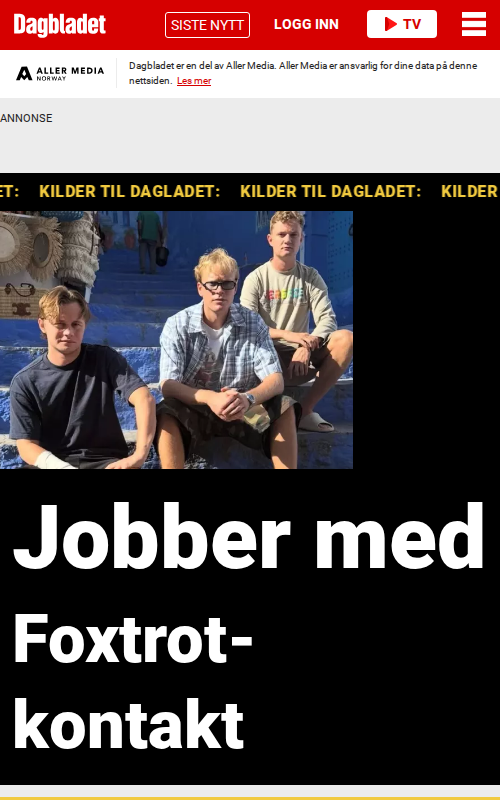 Dagbladet SISTE NYTT LOGG INN TV
ALLER MEDIA
NORWAY
Dagbladet er en del av Aller Media. Aller Media er ansvarlig for dine data på denne
nettsiden. Les mer
ANNONSE
ET: KILDER TIL DAGLADET: KILDER TIL DAGLADET: KILDER
Jobber med
Foxtrot-
kontakt